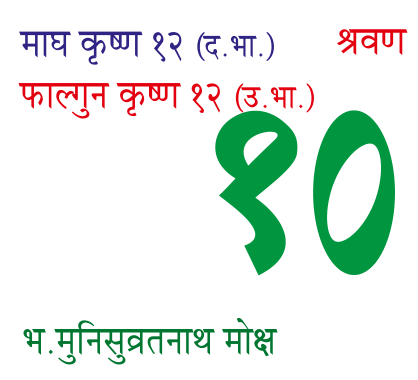 माघ कृष्ण १२ (द.भा.) श्रवण
फाल्गुन कृष्ण १२ (उ.भा.)
१०
भ.मुनिसुव्रतनाथ मोक्ष